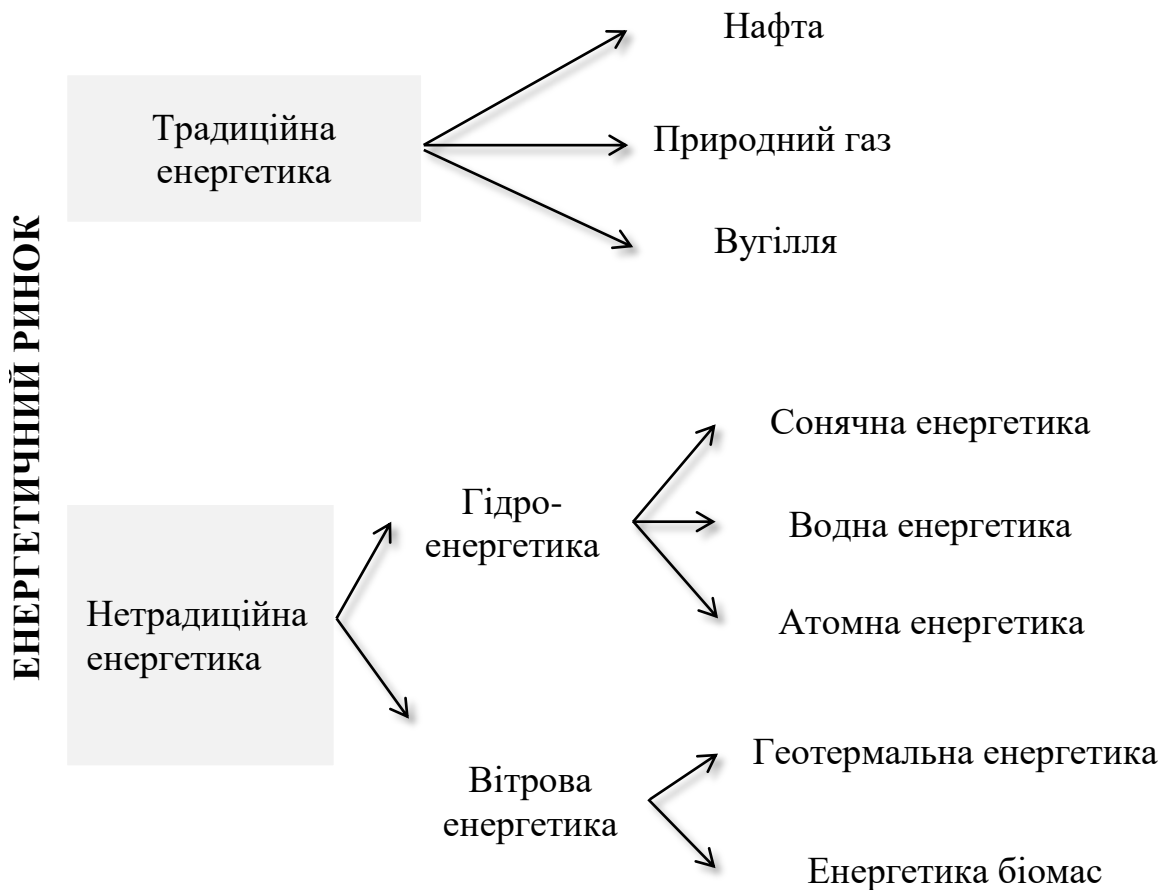 ЕНЕРГЕТИЧНИЙ РИНОК
Традиційна
енергетика
Нафта
Природний газ
Вугілля
Нетрадиційна
енергетика
Гідро-
енергетика
Сонячна енергетика
Водна енергетика
Атомна енергетика
Вітрова
енергетика
Геотермальна енергетика
Енергетика біомас